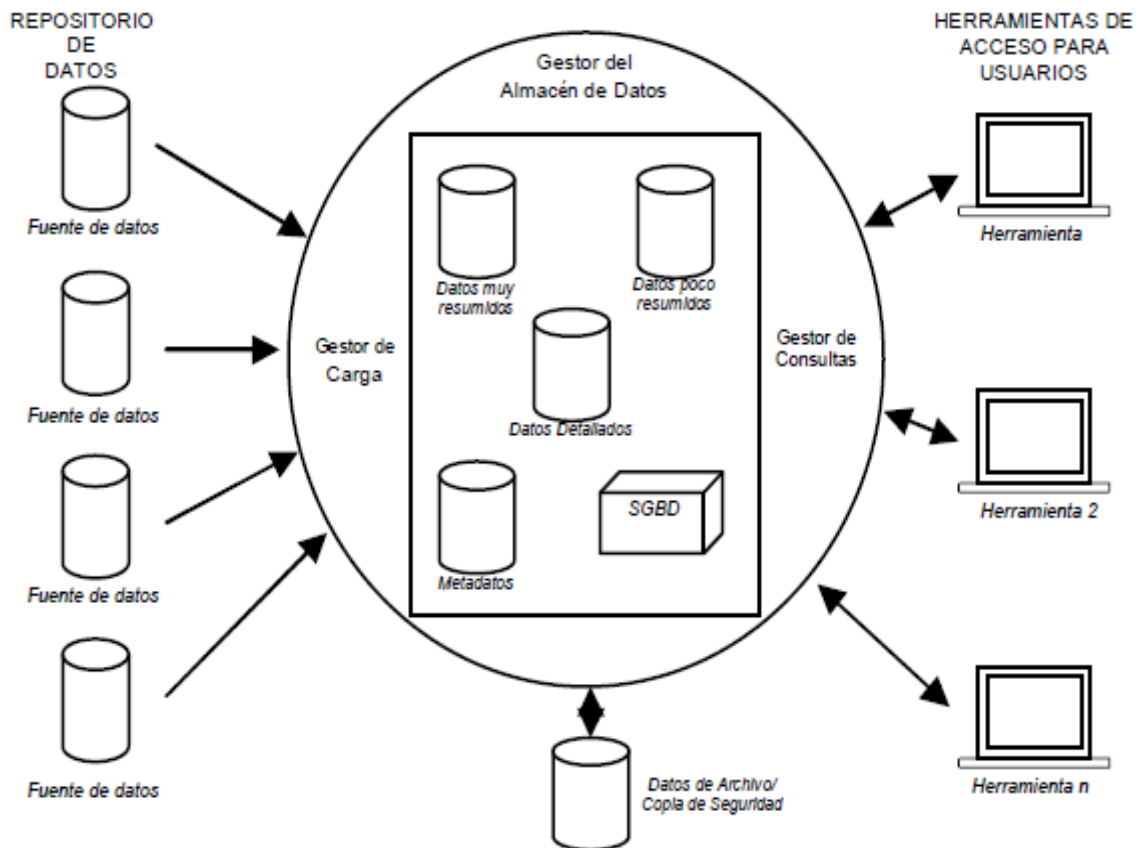 REPOSITORIO
DE
DATOS
Fuente de datos
Fuente de datos
Fuente de datos
Fuente de datos
Gestor del
Almacén de Datos
Gestor de
Carga
Datos muy
resumidos
Datos poco
resumidos
Datos Detallados
Metadatos
SGBD
Gestor de
Consultas
Datos de Archivo/
Copia de Seguridad
HERRAMIENTAS DE
ACCESO PARA
USUARIOS
Herramienta
Herramienta 2
Herramienta n